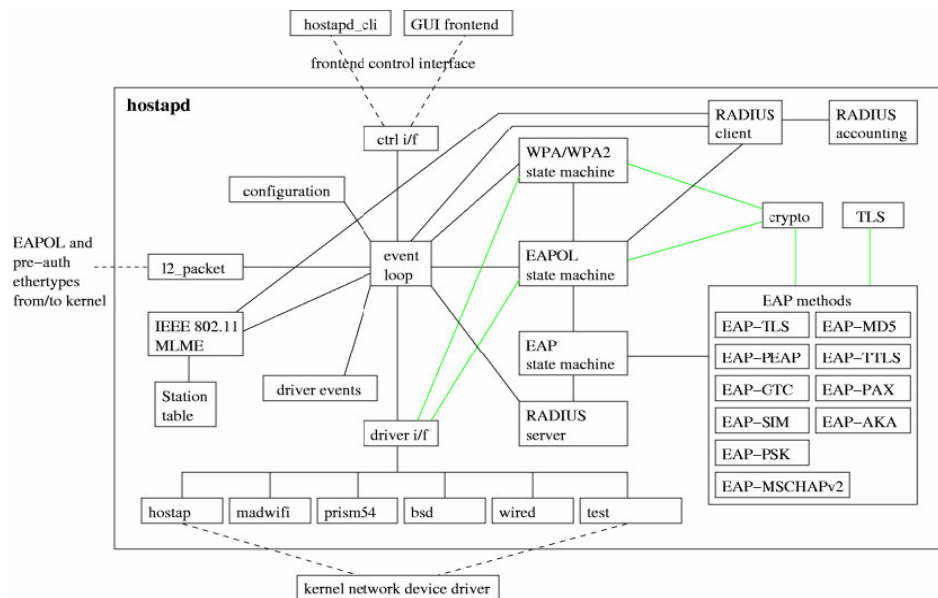 hostapd_cli
GUI frontend
frontend control interface
hostapd
RADIUS
client
RADIUS
accounting
ctrl i/f
WPA/WPA2
state machine
configuration
crypto
TLS
EAPOL and
pre−auth
ethertypes
from/to kernel
l2_packet
event
loop
EAPOL
state machine
IEEE 802.11
MLME
EAP
state machine
EAP methods
EAP−TLS
EAP−MD5
EAP−PEAP
EAP−TTLS
EAP−GTC
EAP−PAX
EAP−SIM
EAP−AKA
EAP−PSK
EAP−MSCHAPv2
Station
table
driver events
driver i/f
RADIUS
server
hostap
madwifi
prism54
bsd
wired
test
kernel network device driver